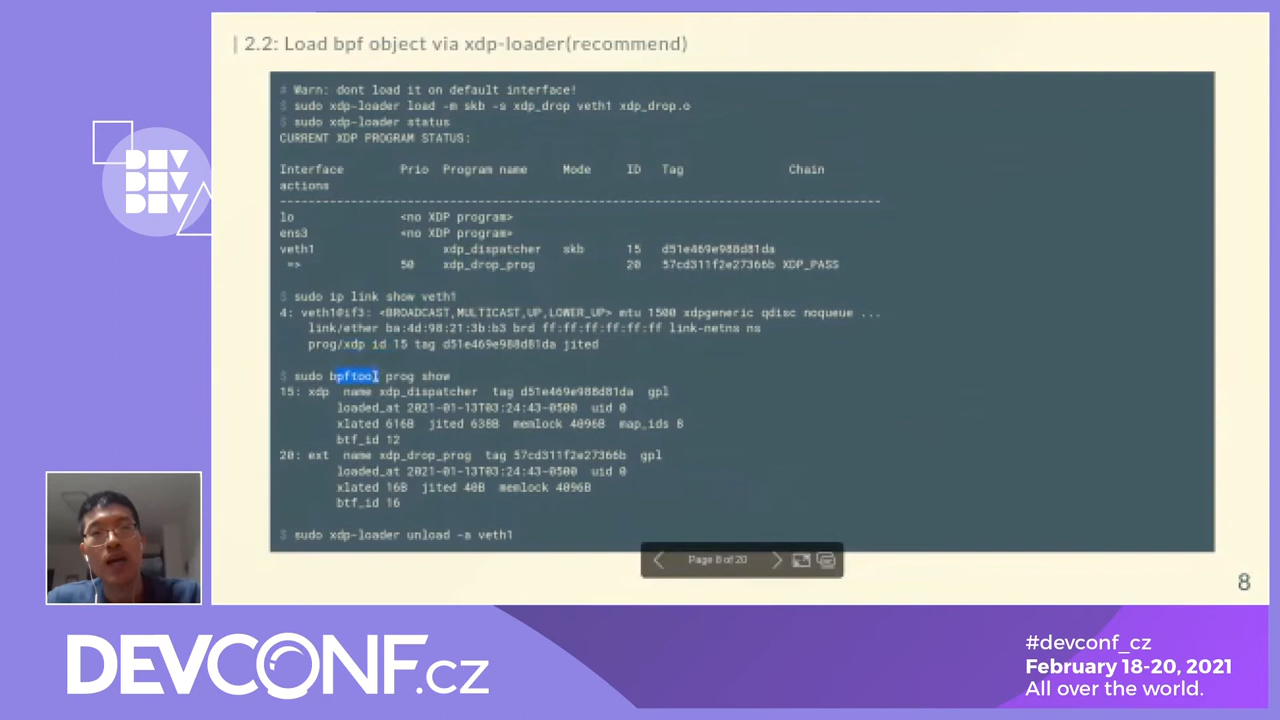 | 2.2: Load bpf object via xdp-loader(recommend)
# Warn: dont load it on default interface!
$ sudo xdp-loader load -m skb -s xdp_drop veth1 xdp_drop.o
$ sudo xdp-loader status
CURRENT XDP PROGRAM STATUS:
Interface Prio Program name Mode ID Tag Chain
actions
--------------------------------------------------------------------------------------
lo <no XDP program>
ens3 <no XDP program>
veth1 xdp_dispatcher skb 15 d51e469e988d81da
=> 50 xdp_drop_prog 20 57cd311f2e27366b XDP_PASS
$ sudo ip link show veth1
4: veth1@if3: <BROADCAST,MULTICAST,UP,LOWER_UP> mtu 1500 xdpgeneric qdisc noqueue ...
link/ether ba:4d:98:21:3b:b3 brd ff:ff:ff:ff:ff:ff link-netns ns
prog/xdp id 15 tag d51e469e988d81da jited
$ sudo bpftool prog show
15: xdp name xdp_dispatcher tag d51e469e988d81da gpl
loaded_at 2021-01-13T03:24:43-0500 uid 0
xlated 616B jited 638B memlock 4096B map_ids 8
btf_id 12
20: ext name xdp_drop_prog tag 57cd311f2e27366b gpl
loaded_at 2021-01-13T03:24:43-0500 uid 0
xlated 16B jited 40B memlock 4096B
btf_id 16
$ sudo xdp-loader unload -a veth1
Page 8 of 20
8
DEV
DEV
DEV
DEVCONF.cz
#devconf_cz
February 18-20, 2021
All over the world.